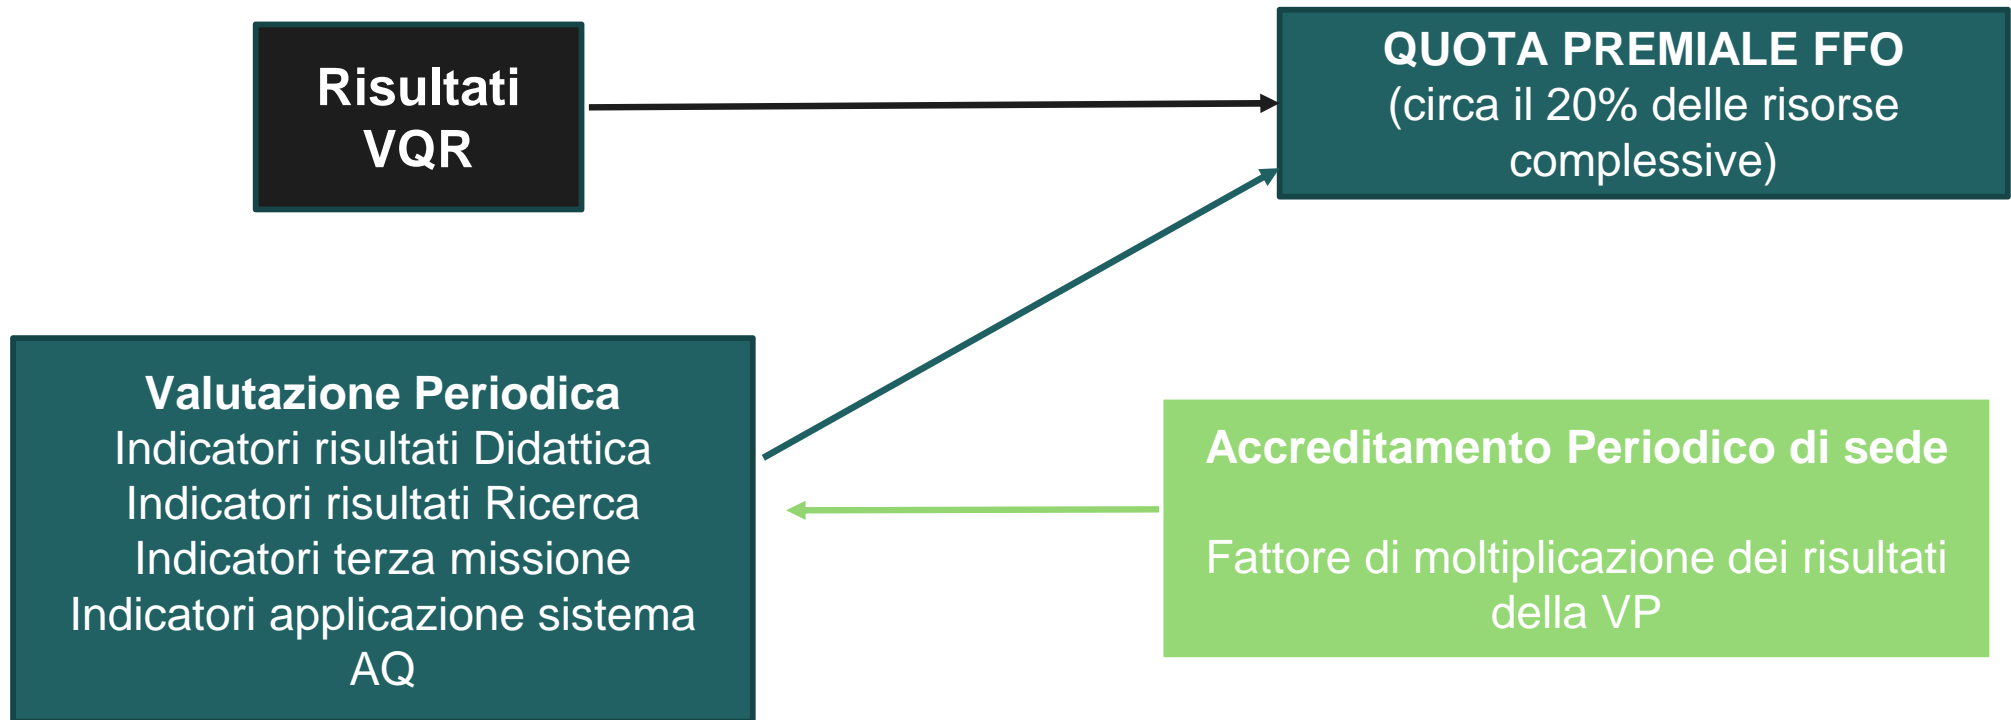 Risultati
VQR
QUOTA PREMIALE FFO
(circa il 20% delle risorse
complessive)
Valutazione Periodica
Indicatori risultati Didattica
Indicatori risultati Ricerca
Indicatori terza missione
Indicatori applicazione sistema
AQ
Accreditamento Periodico di sede
Fattore di moltiplicazione dei risultati
della VP